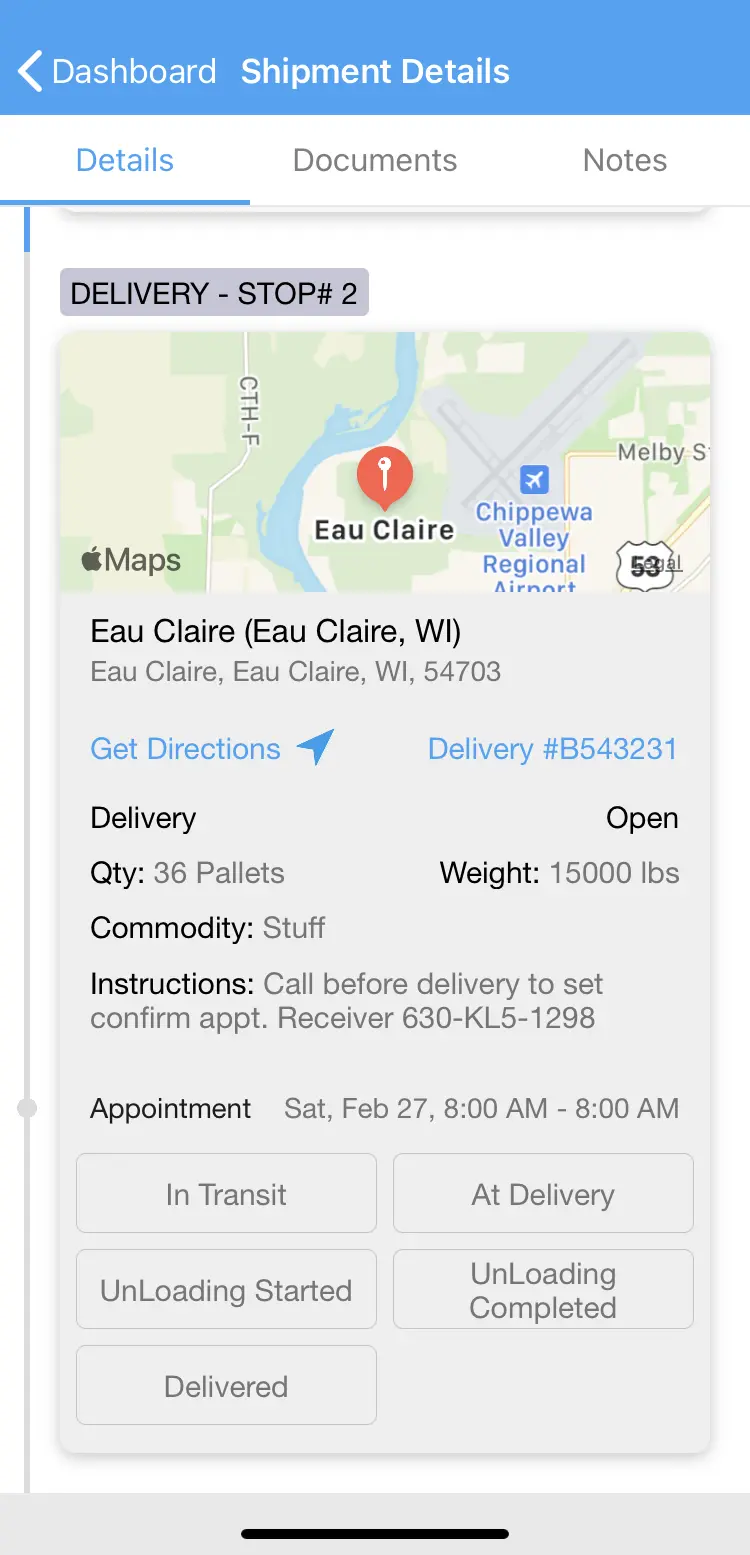 Dashboard Shipment Details
Details Documents Notes
DELIVERY - STOP# 2
CTH-F
Melby St
Chippewa
Valley
Regional
Airport
Eau Claire
Maps
53
Legal
Eau Claire (Eau Claire, WI)
Eau Claire, Eau Claire, WI, 54703
Get Directions Delivery #B543231
Delivery Open
Qty: 36 Pallets Weight: 15000 lbs
Commodity: Stuff
Instructions: Call before delivery to set
confirm appt. Receiver 630-KL5-1298
Appointment Sat, Feb 27, 8:00 AM - 8:00 AM
In Transit At Delivery
UnLoading Started UnLoading
Completed
Delivered